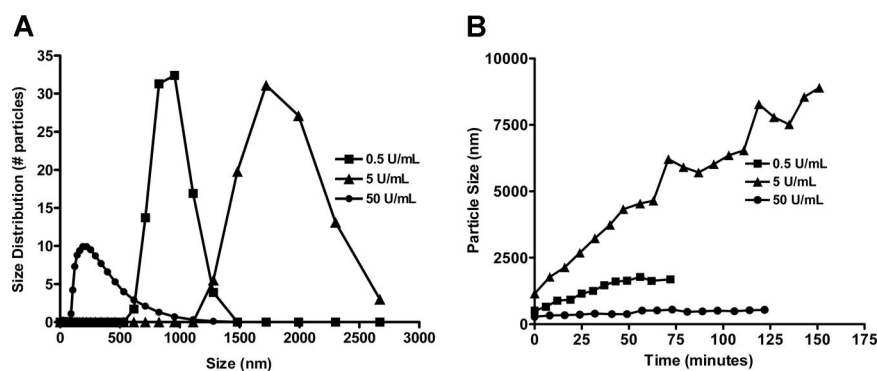 A
Size Distribution (# particles)
35
30
25
20
15
10
5
0
0
500
1000
1500
2000
2500
3000
Size (nm)
0.5 U/mL
5 U/mL
50 U/mL
B
Particle Size (nm)
10000
7500
5000
2500
0
0
25
50
75
100
125
150
175
Time (minutes)
0.5 U/mL
5 U/mL
50 U/mL